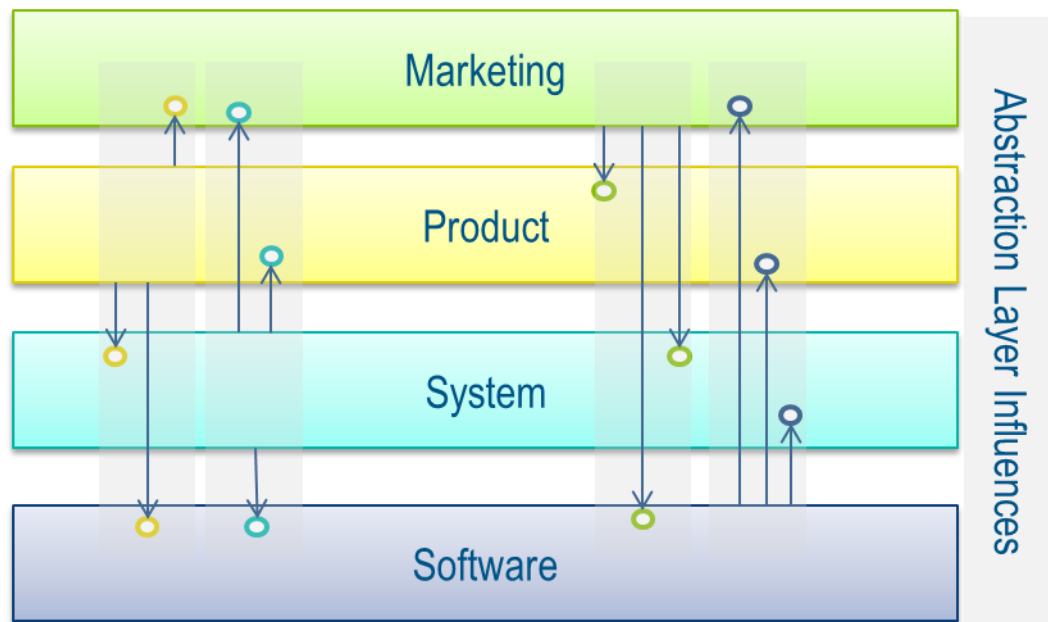 Marketing
Product
System
Software
Abstraction Layer Influences